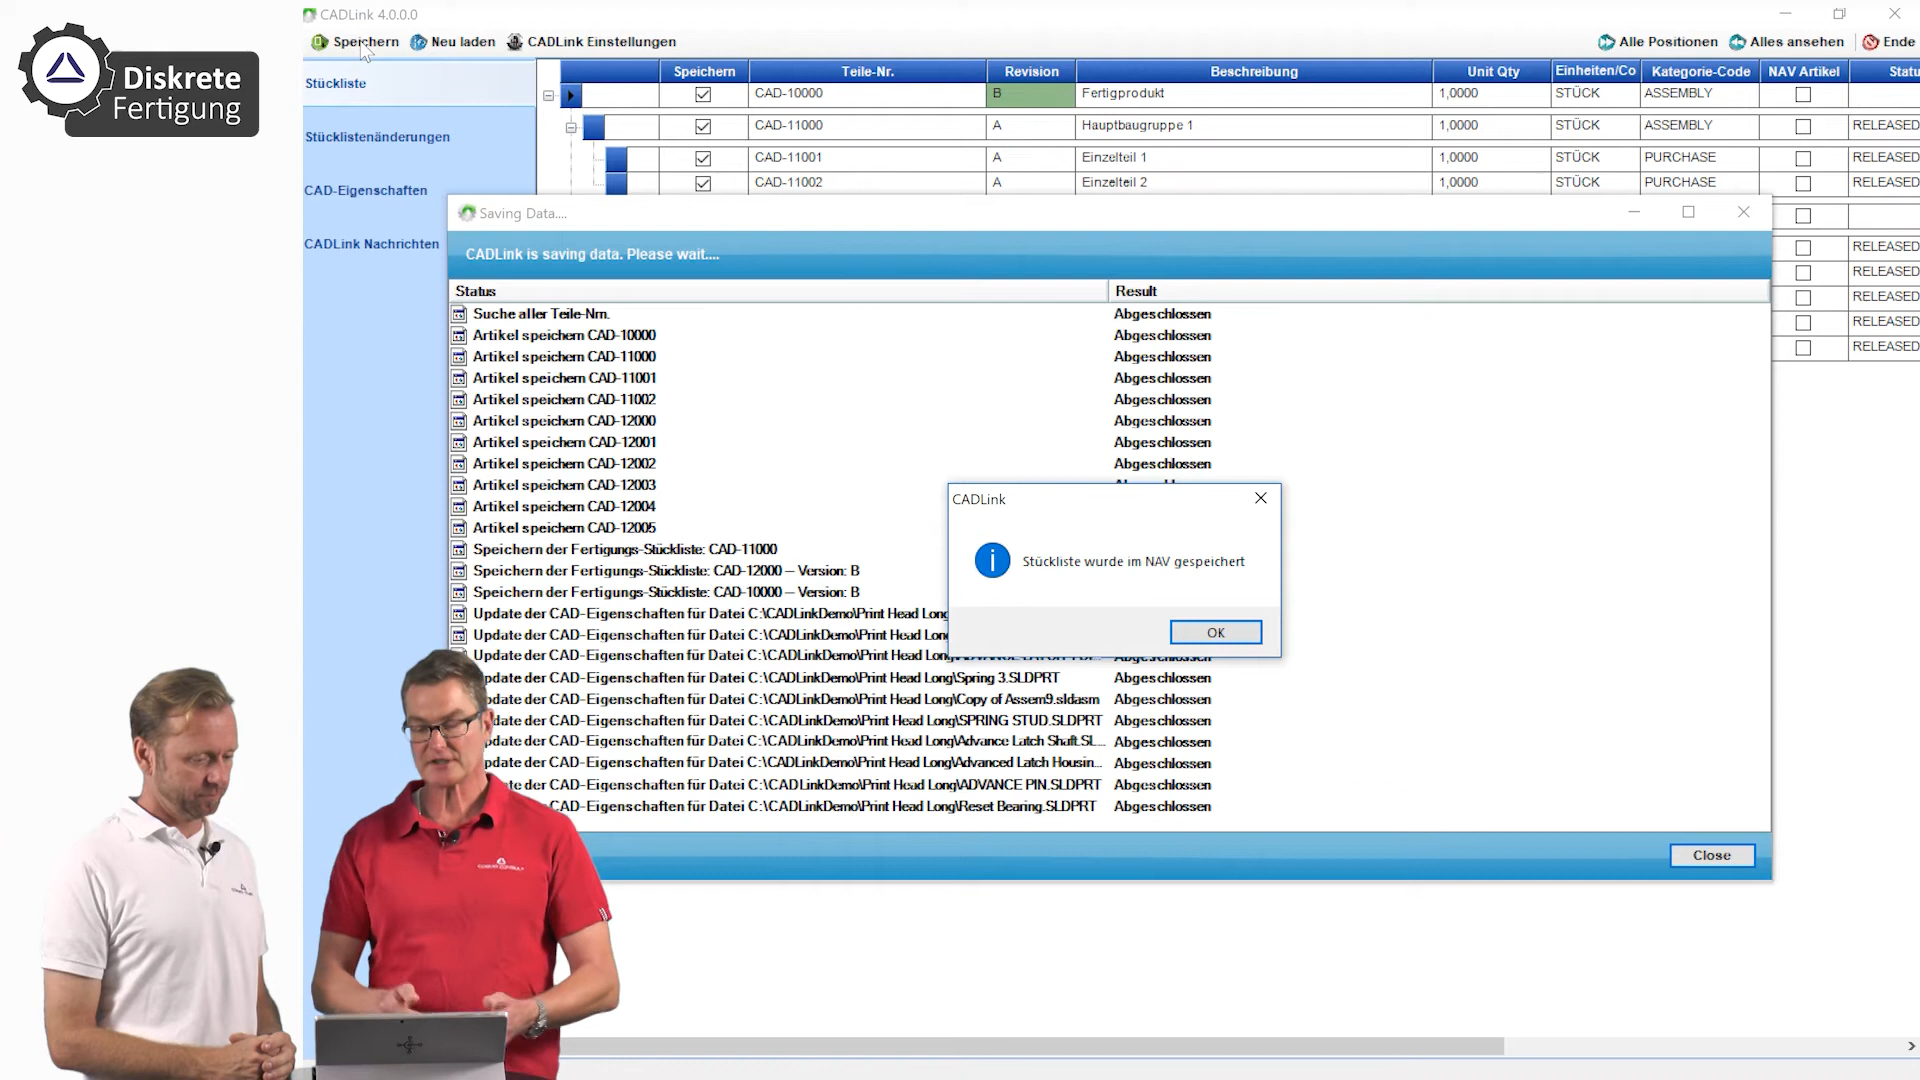 CADLink 4.0.0.0
Speichern Neu laden CADLink Einstellungen Alle Positionen Alles ansehen Ende
Diskrete
Fertigung
Stückliste
Stücklistenänderungen
CAD-Eigenschaften
CADLink Nachrichten
Speichern Teile-Nr. Revision Beschreibung Unit Qty Einheiten/Co Kategorie-Code NAV Artikel Statu
CAD-10000 B Fertigprodukt 1,0000 STÜCK ASSEMBLY
CAD-11000 A Hauptbaugruppe 1 1,0000 STÜCK ASSEMBLY RELEASED
CAD-11001 A Einzelteil 1 1,0000 STÜCK PURCHASE RELEASED
CAD-11002 A Einzelteil 2 1,0000 STÜCK PURCHASE RELEASED
RELEASED
RELEASED
RELEASED
RELEASED
RELEASED
Saving Data....
CADLink is saving data. Please wait....
Status Result
Suche aller Teile-Nrn. Abgeschlossen
Artikel speichern CAD-10000 Abgeschlossen
Artikel speichern CAD-11000 Abgeschlossen
Artikel speichern CAD-11001 Abgeschlossen
Artikel speichern CAD-11002 Abgeschlossen
Artikel speichern CAD-12000 Abgeschlossen
Artikel speichern CAD-12001 Abgeschlossen
Artikel speichern CAD-12002 Abgeschlossen
Artikel speichern CAD-12003
Artikel speichern CAD-12004
Artikel speichern CAD-12005
Speichern der Fertigungs-Stückliste: CAD-11000
Speichern der Fertigungs-Stückliste: CAD-12000 -- Version: B
Speichern der Fertigungs-Stückliste: CAD-10000 -- Version: B
Update der CAD-Eigenschaften für Datei C:\CADLinkDemo\Print Head Long
Update der CAD-Eigenschaften für Datei C:\CADLinkDemo\Print Head Long
Update der CAD-Eigenschaften für Datei C:\CADLinkDemo\Print Head Long\ADVANCE LATCH Abgeschlossen
pdate der CAD-Eigenschaften für Datei C:\CADLinkDemo\Print Head Long\Spring 3.SLDPRT Abgeschlossen
pdate der CAD-Eigenschaften für Datei C:\CADLinkDemo\Print Head Long\Copy of Assem9.sldasm Abgeschlossen
pdate der CAD-Eigenschaften für Datei C:\CADLinkDemo\Print Head Long\SPRING STUD.SLDPRT Abgeschlossen
pdate der CAD-Eigenschaften für Datei C:\CADLinkDemo\Print Head Long\Advance Latch Shaft.SL... Abgeschlossen
pdate der CAD-Eigenschaften für Datei C:\CADLinkDemo\Print Head Long\Advanced Latch Housin... Abgeschlossen
te der CAD-Eigenschaften für Datei C:\CADLinkDemo\Print Head Long\ADVANCE PIN.SLDPRT Abgeschlossen
CAD-Eigenschaften für Datei C:\CADLinkDemo\Print Head Long\Reset Bearing.SLDPRT Abgeschlossen
CADLink
Stückliste wurde im NAV gespeichert
OK
Close